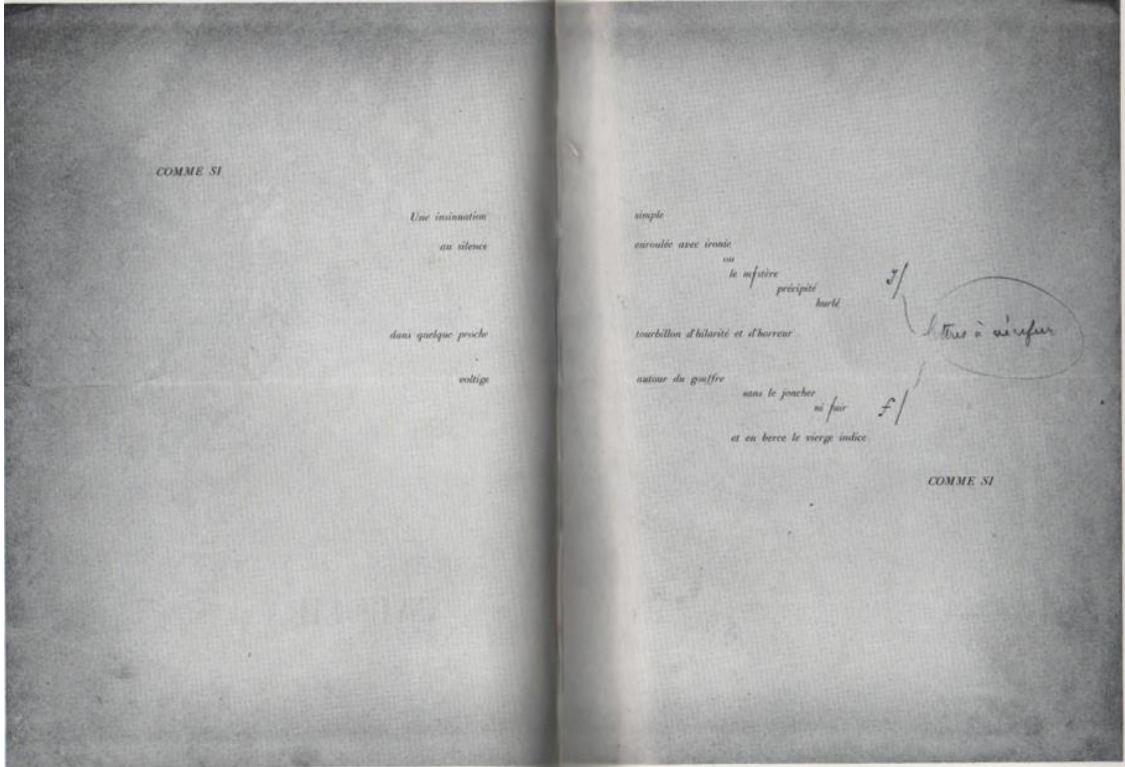 COMME SI
Une insinuation simple
au silence enroulée avec ironie
ou
le mystère
précipité
hurlé
y/
dans quelque proche tourbillon d'hilarité et d'horreur
lettres à vérifier
voltige autour du gouffre
sans le joncher
ni fuir
f/
et en berce le vierge indice
COMME SI